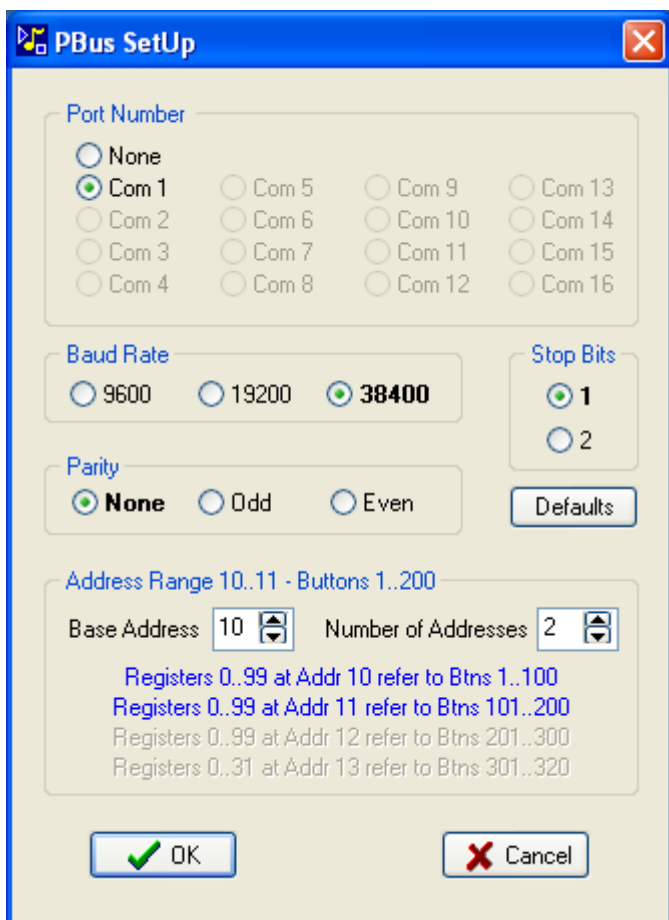 PBus SetUp
Port Number
None
Com 1 Com 5 Com 9 Com 13
Com 2 Com 6 Com 10 Com 14
Com 3 Com 7 Com 11 Com 15
Com 4 Com 8 Com 12 Com 16
Baud Rate
9600 19200 38400
Stop Bits
1
2
Parity
None Odd Even
Defaults
Address Range 10..11 - Buttons 1..200
Base Address 10 Number of Addresses 2
Registers 0..99 at Addr 10 refer to Btns 1..100
Registers 0..99 at Addr 11 refer to Btns 101..200
Registers 0..99 at Addr 12 refer to Btns 201..300
Registers 0..31 at Addr 13 refer to Btns 301..320
OK Cancel